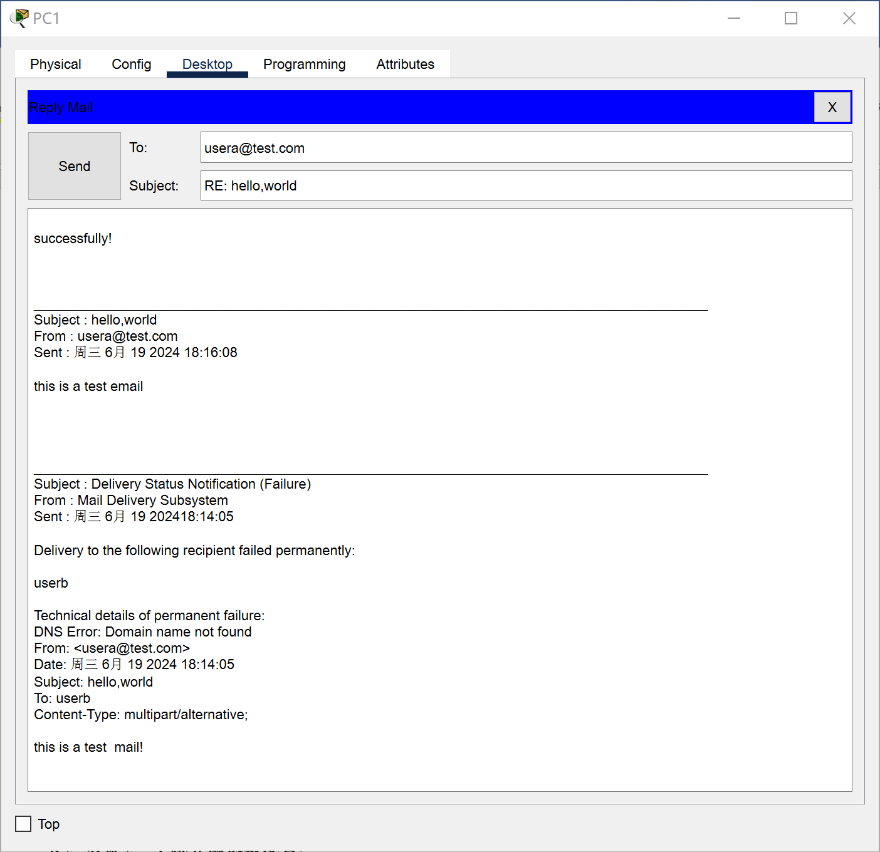 PC1
Physical Config Desktop Programming Attributes
Reply Mail
X
Send
To: usera@test.com
Subject: RE: hello,world
successfully!
Subject : hello,world
From : usera@test.com
Sent : 周三 6月 19 2024 18:16:08
this is a test email
Subject : Delivery Status Notification (Failure)
From : Mail Delivery Subsystem
Sent : 周三 6月 19 202418:14:05
Delivery to the following recipient failed permanently:
userb
Technical details of permanent failure:
DNS Error: Domain name not found
From: <usera@test.com>
Date: 周三 6月 19 2024 18:14:05
Subject: hello,world
To: userb
Content-Type: multipart/alternative;
this is a test  mail!
Top